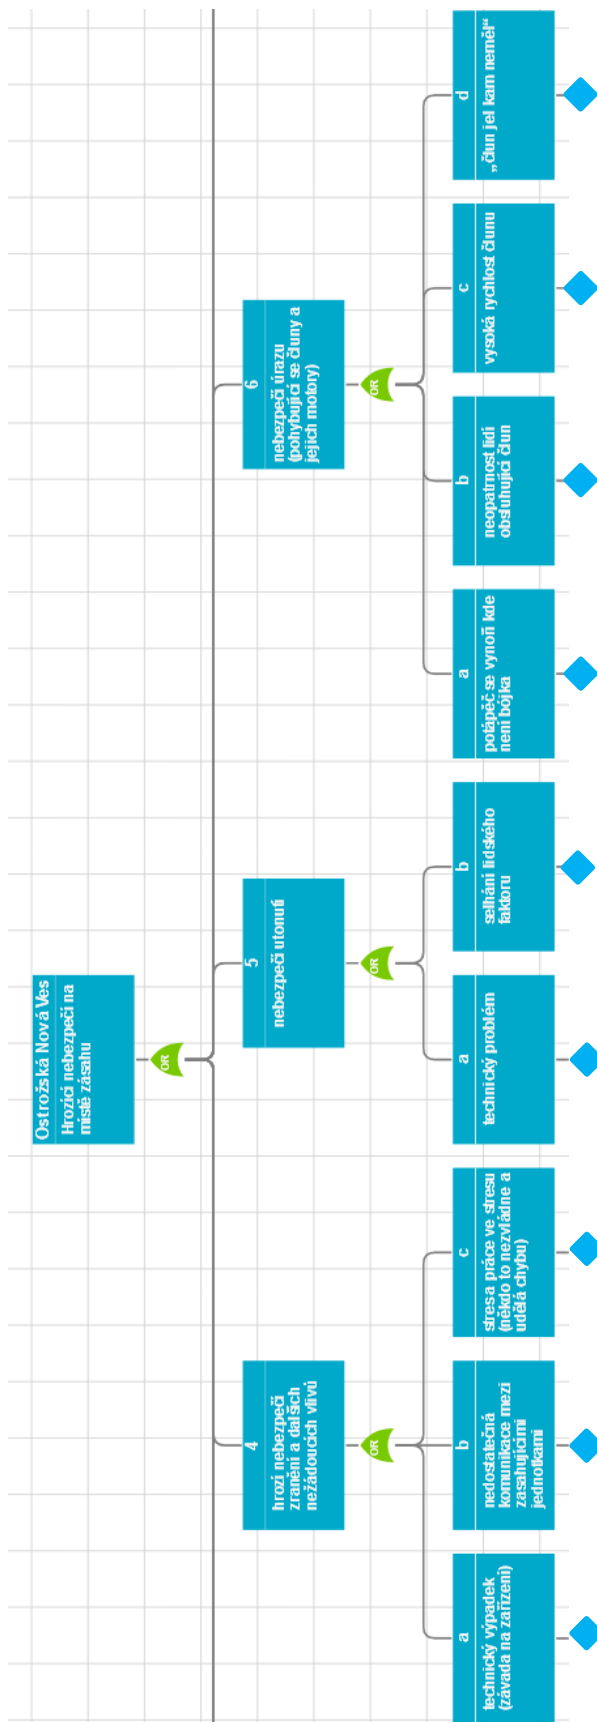 Ostrožská Nová Ves
Hrozící nebezpečí na
místě zásahu
OR
4
hrozí nebezpečí
zranění a dalších
nežádoucích vlivů
OR
5
nebezpečí utonutí
OR
6
nebezpečí úrazu
(pohybující se čluny a
jejich motory)
OR
a
technický výpadek
(závada na zařízení)
b
nedostatečná
komunikace mezi
zasahujícími
jednotkami
c
stres a práce ve stresu
(někdo to nezvládne a
udělá chybu)
a
technický problém
b
selhání lidského
faktoru
a
potápěč se vynoří kde
není bójka
b
neopatrnost lidí
obsluhující člun
c
vysoká rychlost člunu
d
„člun jel kam neměl“